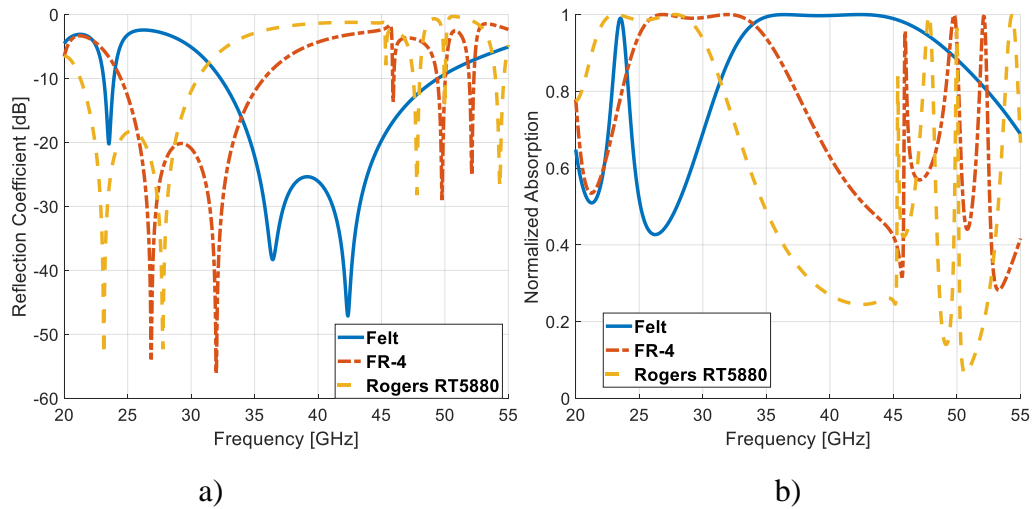 0
-10
-20
-30
-40
-50
-60
Reflection Coefficient [dB]
20 25 30 35 40 45 50 55
Frequency [GHz]
Felt
FR-4
Rogers RT5880
a)
1
0.8
0.6
0.4
0.2
0
Normalized Absorption
20 25 30 35 40 45 50 55
Frequency [GHz]
Felt
FR-4
Rogers RT5880
b)